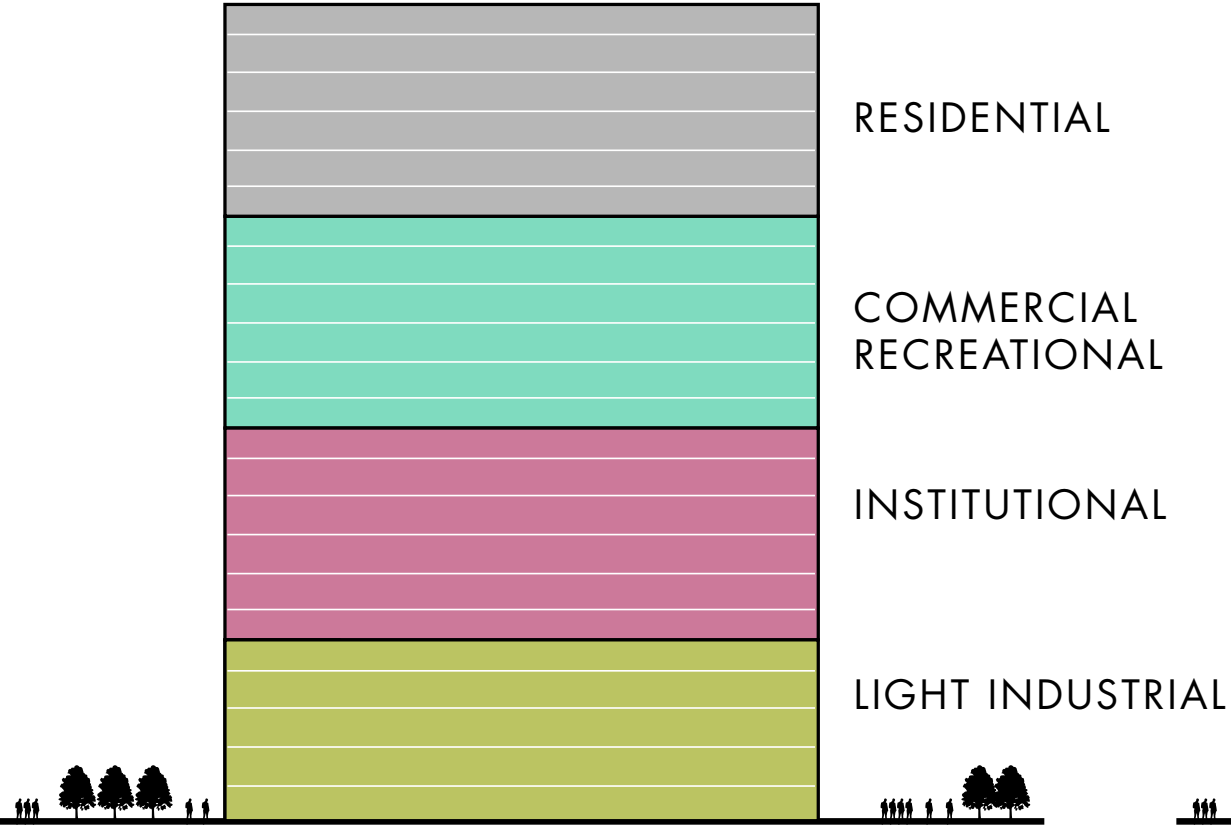 RESIDENTIAL
COMMERCIAL
RECREATIONAL
INSTITUTIONAL
LIGHT INDUSTRIAL